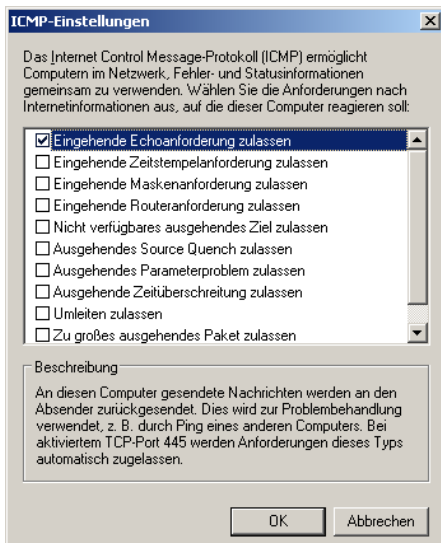 ICMP-Einstellungen
Das Internet Control Message-Protokoll (ICMP) ermöglicht
Computern im Netzwerk, Fehler- und Statusinformationen
gemeinsam zu verwenden. Wählen Sie die Anforderungen nach
Internetinformationen aus, auf die dieser Computer reagieren soll:
Eingehende Echoanforderung zulassen
Eingehende Zeitstempelanforderung zulassen
Eingehende Maskenanforderung zulassen
Eingehende Routeranforderung zulassen
Nicht verfügbares ausgehendes Ziel zulassen
Ausgehendes Source Quench zulassen
Ausgehendes Parameterproblem zulassen
Ausgehende Zeitüberschreitung zulassen
Umleiten zulassen
Zu großes ausgehendes Paket zulassen
Beschreibung
An diesen Computer gesendete Nachrichten werden an den
Absender zurückgesendet. Dies wird zur Problembehandlung
verwendet, z. B. durch Ping eines anderen Computers. Bei
aktiviertem TCP-Port 445 werden Anforderungen dieses Typs
automatisch zugelassen.
OK Abbrechen